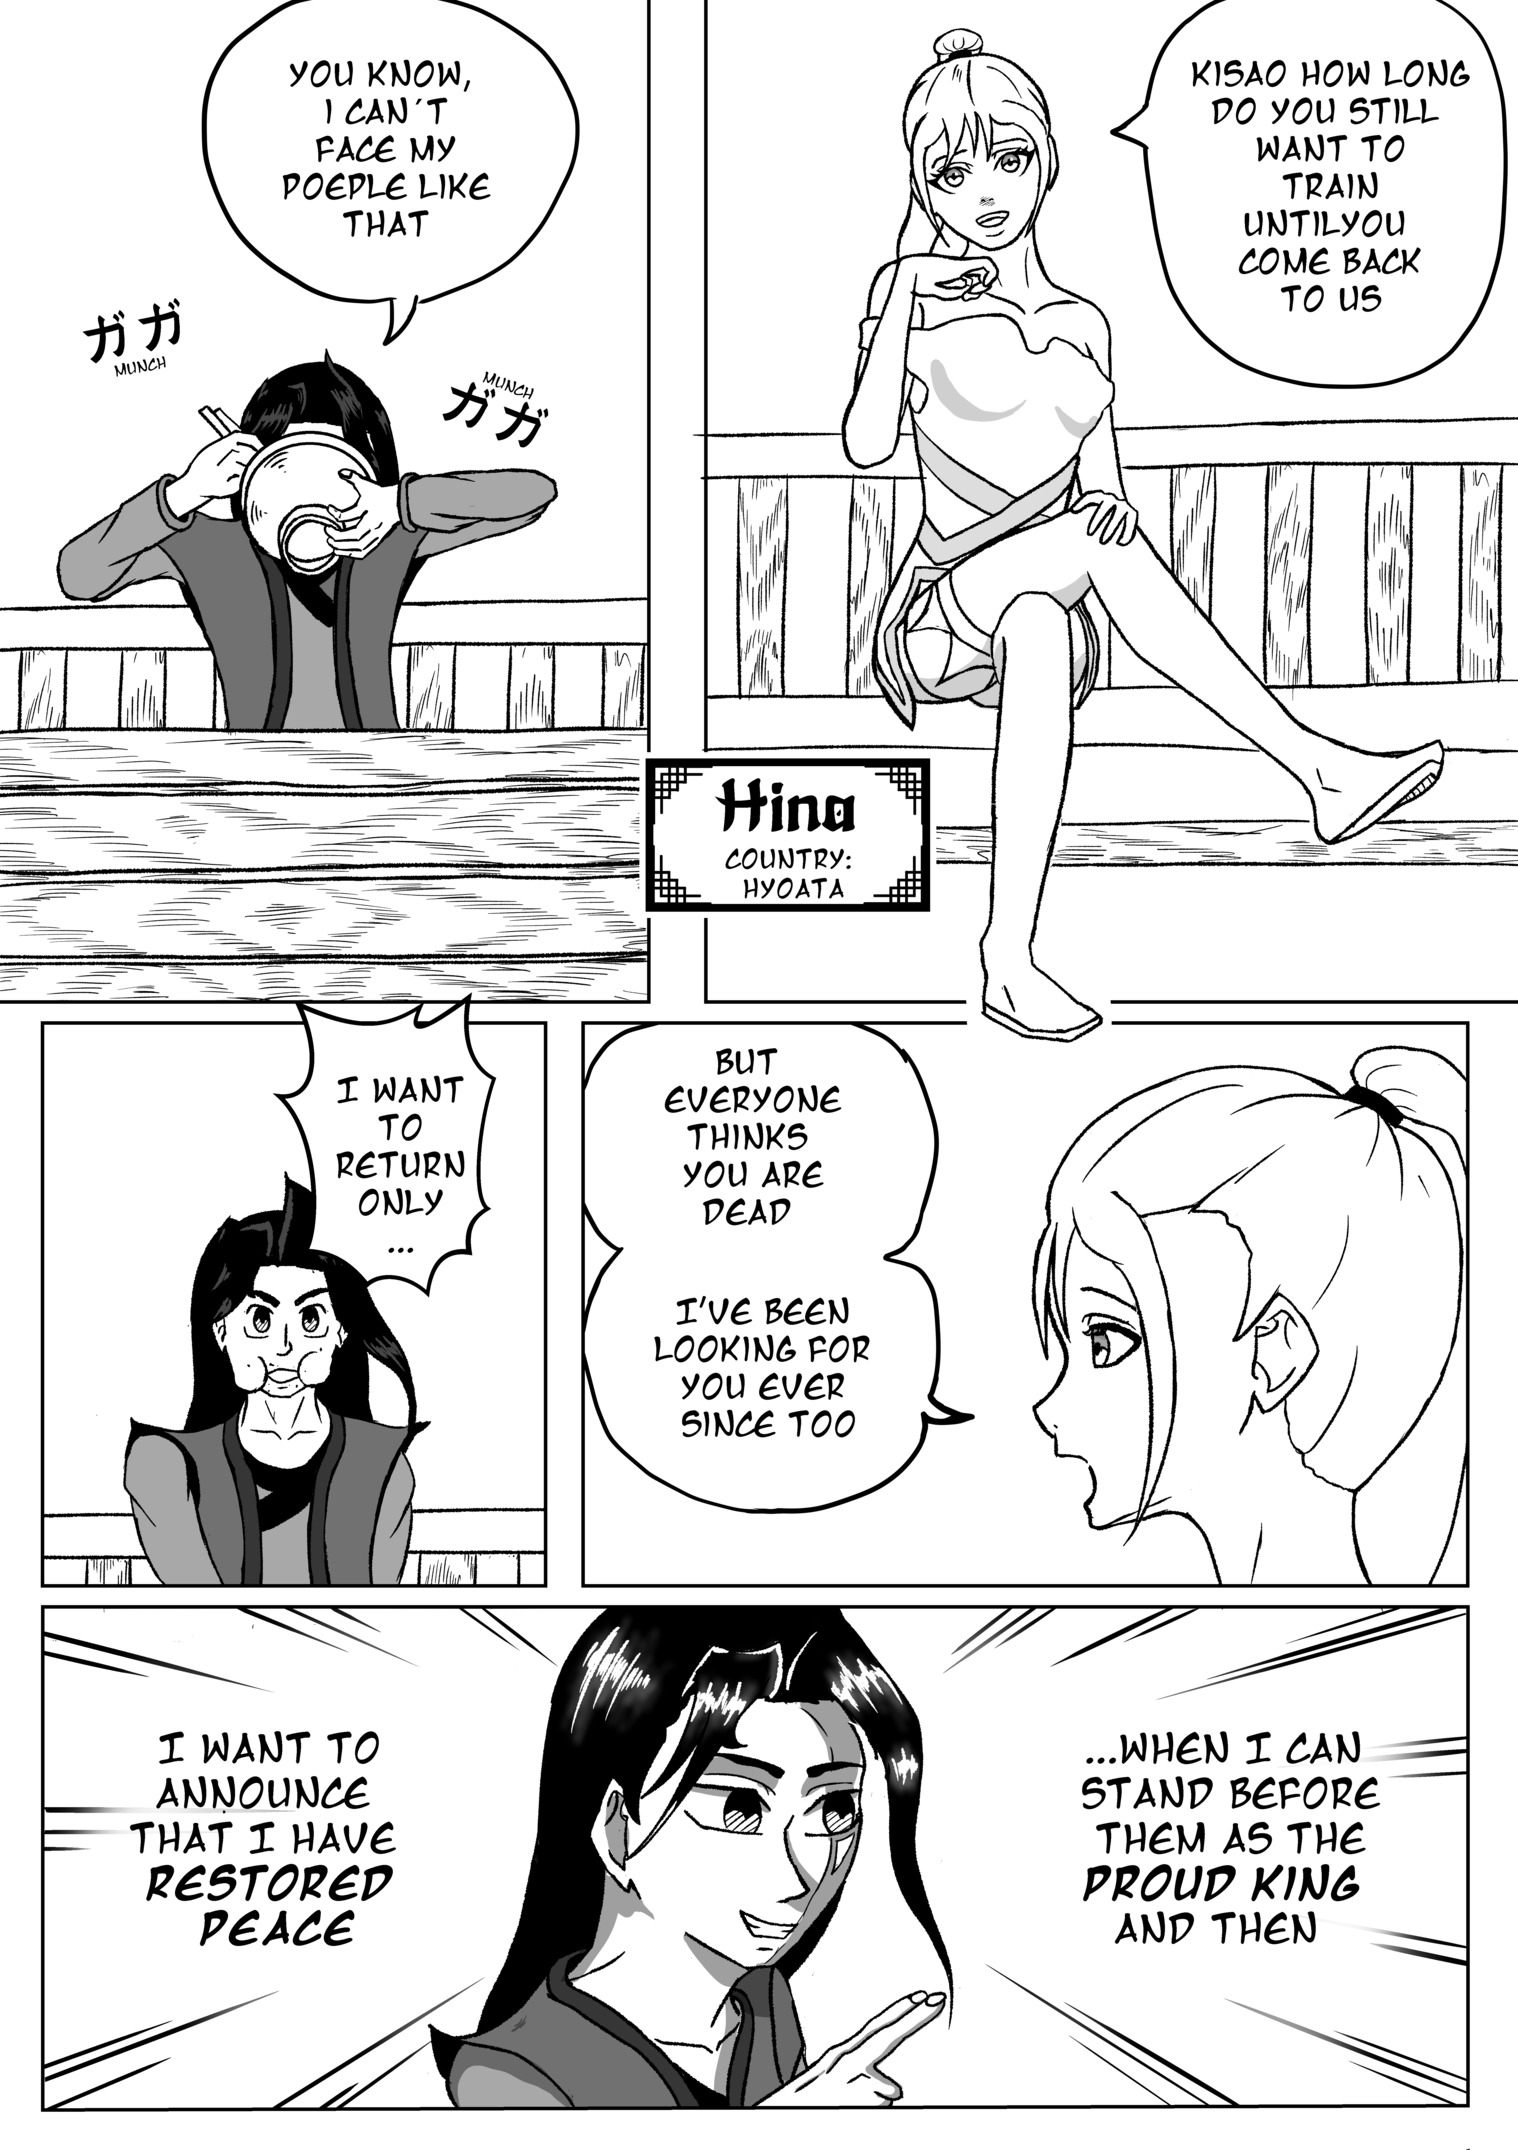 KISAO HOW LONG
DO YOU STILL
WANT TO
TRAIN
UNTILYOU
COME BACK
TO US
Hina
COUNTRY:
HYOATA
YOU KNOW,
I CAN´T
FACE MY
POEPLE LIKE
THAT
MUNCH
ガガ
ガガ
MUNCH
BUT
EVERYONE
THINKS
YOU ARE
DEAD
I'VE BEEN
LOOKING FOR
YOU EVER
SINCE TOO
I WANT
TO
RETURN
ONLY
...
...WHEN I CAN
STAND BEFORE
THEM AS THE
PROUD KING
AND THEN
I WANT TO
ANNOUNCE
THAT I HAVE
RESTORED
PEACE